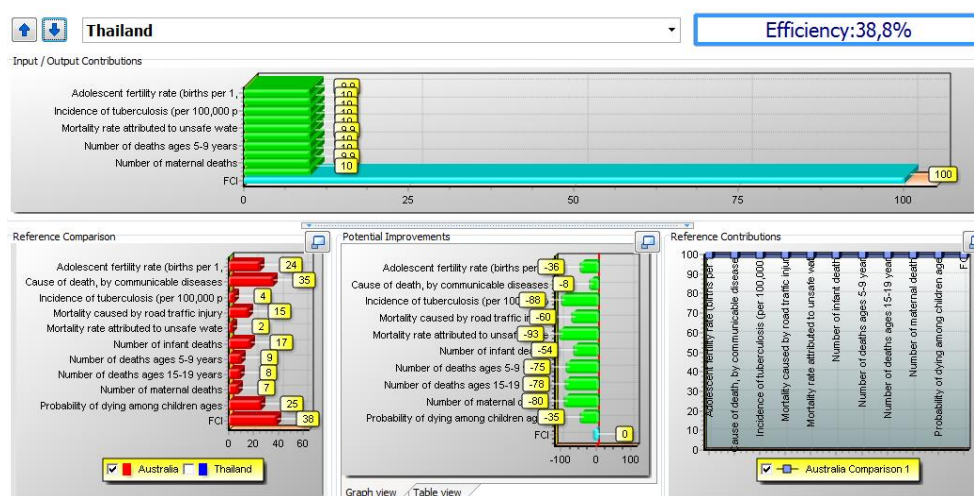 Thailand
Efficiency:38,8%
Input / Output Contributions
Adolescent fertility rate (births per 1,
Incidence of tuberculosis (per 100,000 p
Mortality rate attributed to unsafe wate
Number of deaths ages 5-9 years
Number of maternal deaths
FCI
10
100
0 25 50 75 100
Reference Comparison
Adolescent fertility rate (births per 1, 24
Cause of death, by communicable diseases 35
Incidence of tuberculosis (per 100,000 p 4
Mortality caused by road traffic injury 15
Mortality rate attributed to unsafe wate 2
Number of infant deaths 17
Number of deaths ages 5-9 years 9
Number of deaths ages 15-19 years 8
Number of maternal deaths 7
Probability of dying among children ages 25
FCI 38
0 20 40 60
Australia Thailand
Potential Improvements
Adolescent fertility rate (births per -36
Cause of death, by communicable diseases -8
Incidence of tuberculosis (per 100 -88
Mortality caused by road traffic in -60
Mortality rate attributed to unsafe -93
Number of infant dea -54
Number of deaths ages 5-9 -75
Number of deaths ages 15-19 -78
Number of maternal d -80
Probability of dying among children age -35
FCI 0
-100 0 100
Graph view Table view
Reference Contributions
100
90
80
70
60
50
40
30
20
10
0
Adolescent fertility rate (births per
Cause of death, by communicable disease
Incidence of tuberculosis (per 100,000
Mortality caused by road traffic injur
Mortality rate attributed to unsafe wat
Number of infant death
Number of deaths ages 5-9 year
Number of deaths ages 15-19 year
Number of maternal death
Probability of dying among children age
FCI
Australia Comparison 1